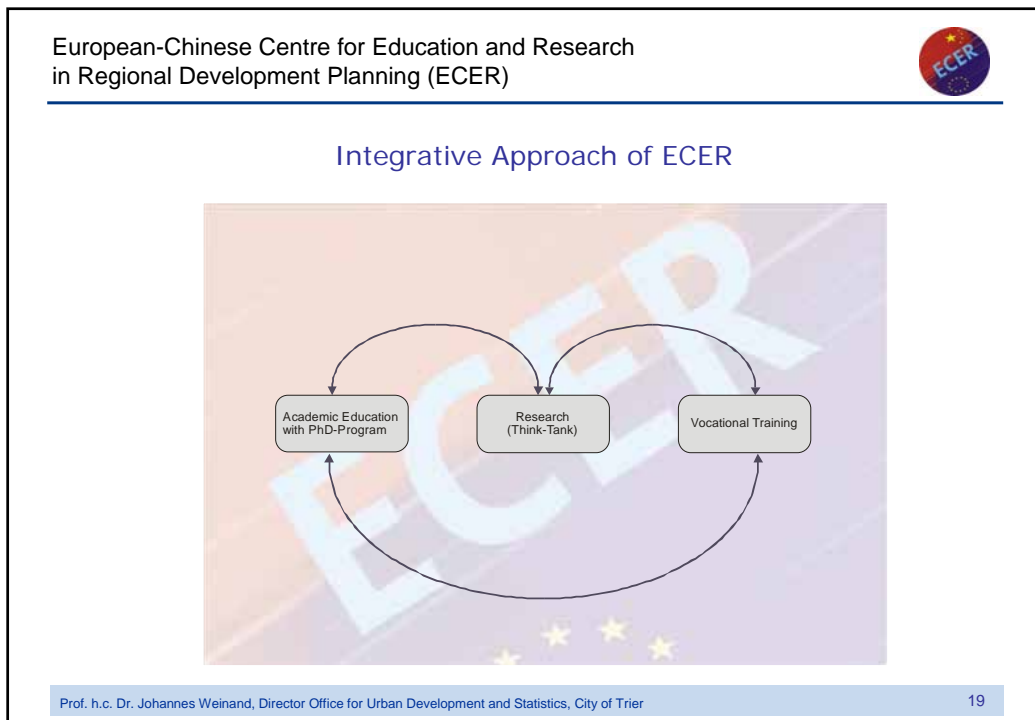 European-Chinese Centre for Education and Research
in Regional Development Planning (ECER)
ECER
Integrative Approach of ECER
ECER
Academic Education
with PhD-Program
Research
(Think-Tank)
Vocational Training
Prof. h.c. Dr. Johannes Weinand, Director Office for Urban Development and Statistics, City of Trier
19